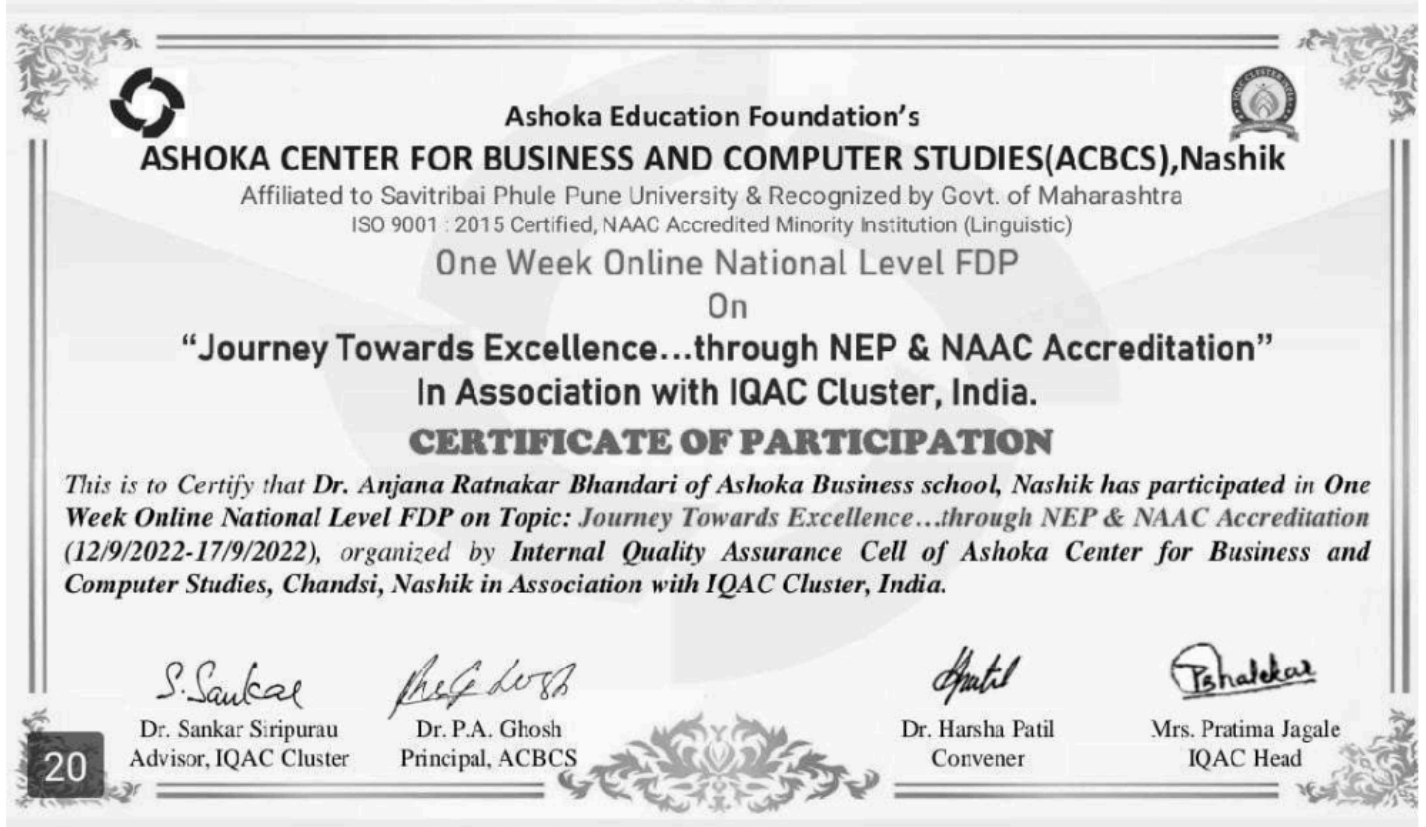 Ashoka Education Foundation's
ASHOKA CENTER FOR BUSINESS AND COMPUTER STUDIES(ACBCS),Nashik
Affiliated to Savitribai Phule Pune University & Recognized by Govt. of Maharashtra
ISO 9001 : 2015 Certified, NAAC Accredited Minority Institution (Linguistic)
One Week Online National Level FDP
On
“Journey Towards Excellence...through NEP & NAAC Accreditation”
In Association with IQAC Cluster, India.
CERTIFICATE OF PARTICIPATION
This is to Certify that Dr. Anjana Ratnakar Bhandari of Ashoka Business school, Nashik has participated in One
Week Online National Level FDP on Topic: Journey Towards Excellence...through NEP & NAAC Accreditation
(12/9/2022-17/9/2022), organized by Internal Quality Assurance Cell of Ashoka Center for Business and
Computer Studies, Chandsi, Nashik in Association with IQAC Cluster, India.
S. Sankar
Dr. Sankar Siripurau
Advisor, IQAC Cluster
Dr. P.A. Ghosh
Principal, ACBCS
Dr. Harsha Patil
Convener
Mrs. Pratima Jagale
IQAC Head
20